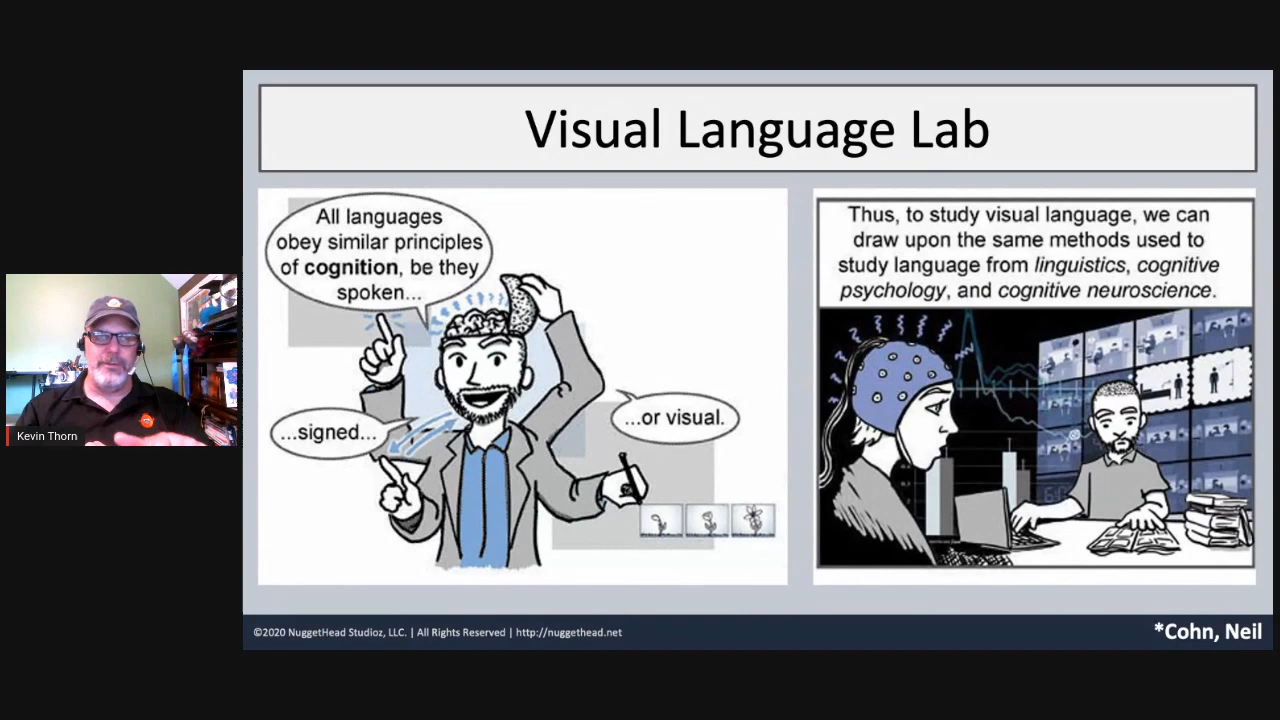 Visual Language Lab
All languages
obey similar principles
of cognition, be they
spoken...
...signed...
...or visual.
Thus, to study visual language, we can
draw upon the same methods used to
study language from linguistics, cognitive
psychology, and cognitive neuroscience.
Kevin Thorn
©2020 NuggetHead Studioz, LLC. | All Rights Reserved | http://nuggethead.net
*Cohn, Neil